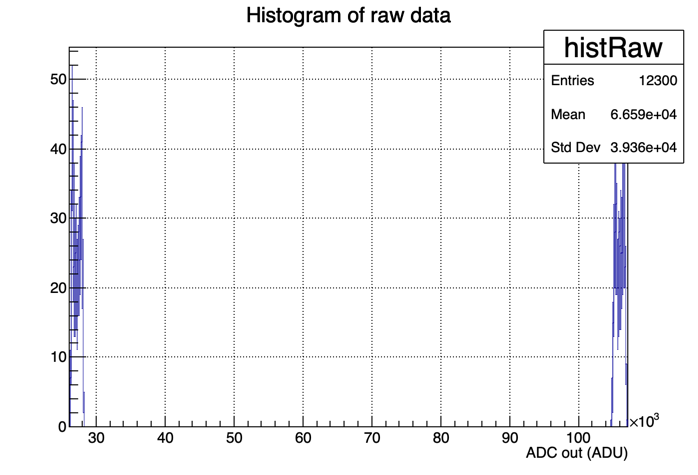 Histogram of raw data
histRaw
Entries 12300
Mean 6.659e+04
Std Dev 3.936e+04
50
40
30
20
10
0
30 40 50 60 70 80 90 100
×10³
ADC out (ADU)